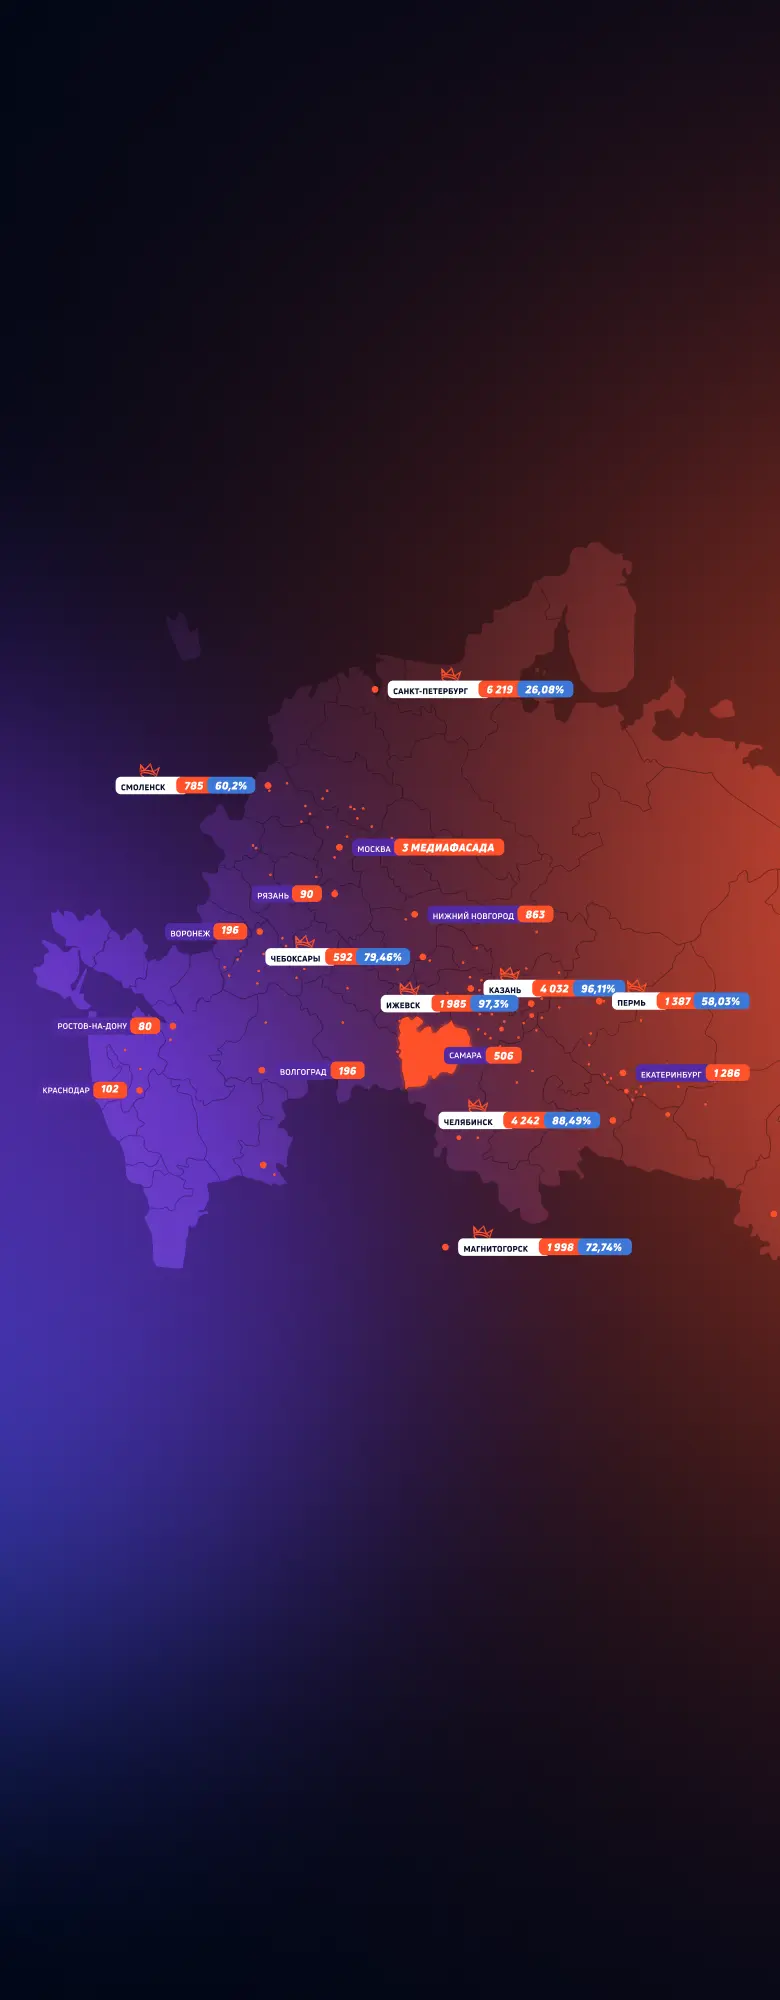 САНКТ-ПЕТЕРБУРГ 6 219 26,08%
СМОЛЕНСК 785 60,2%
МОСКВА 3 МЕДИАФАСАДА
РЯЗАНЬ 90
НИЖНИЙ НОВГОРОД 863
ВОРОНЕЖ 196
ЧЕБОКСАРЫ 592 79,46%
КАЗАНЬ 4 032 96,11%
ИЖЕВСК 1 985 97,3%
ПЕРМЬ 1 387 58,03%
РОСТОВ-НА-ДОНУ 80
САМАРА 506
ВОЛГОГРАД 196
ЕКАТЕРИНБУРГ 1 286
КРАСНОДАР 102
ЧЕЛЯБИНСК 4 242 88,49%
МАГНИТОГОРСК 1 998 72,74%